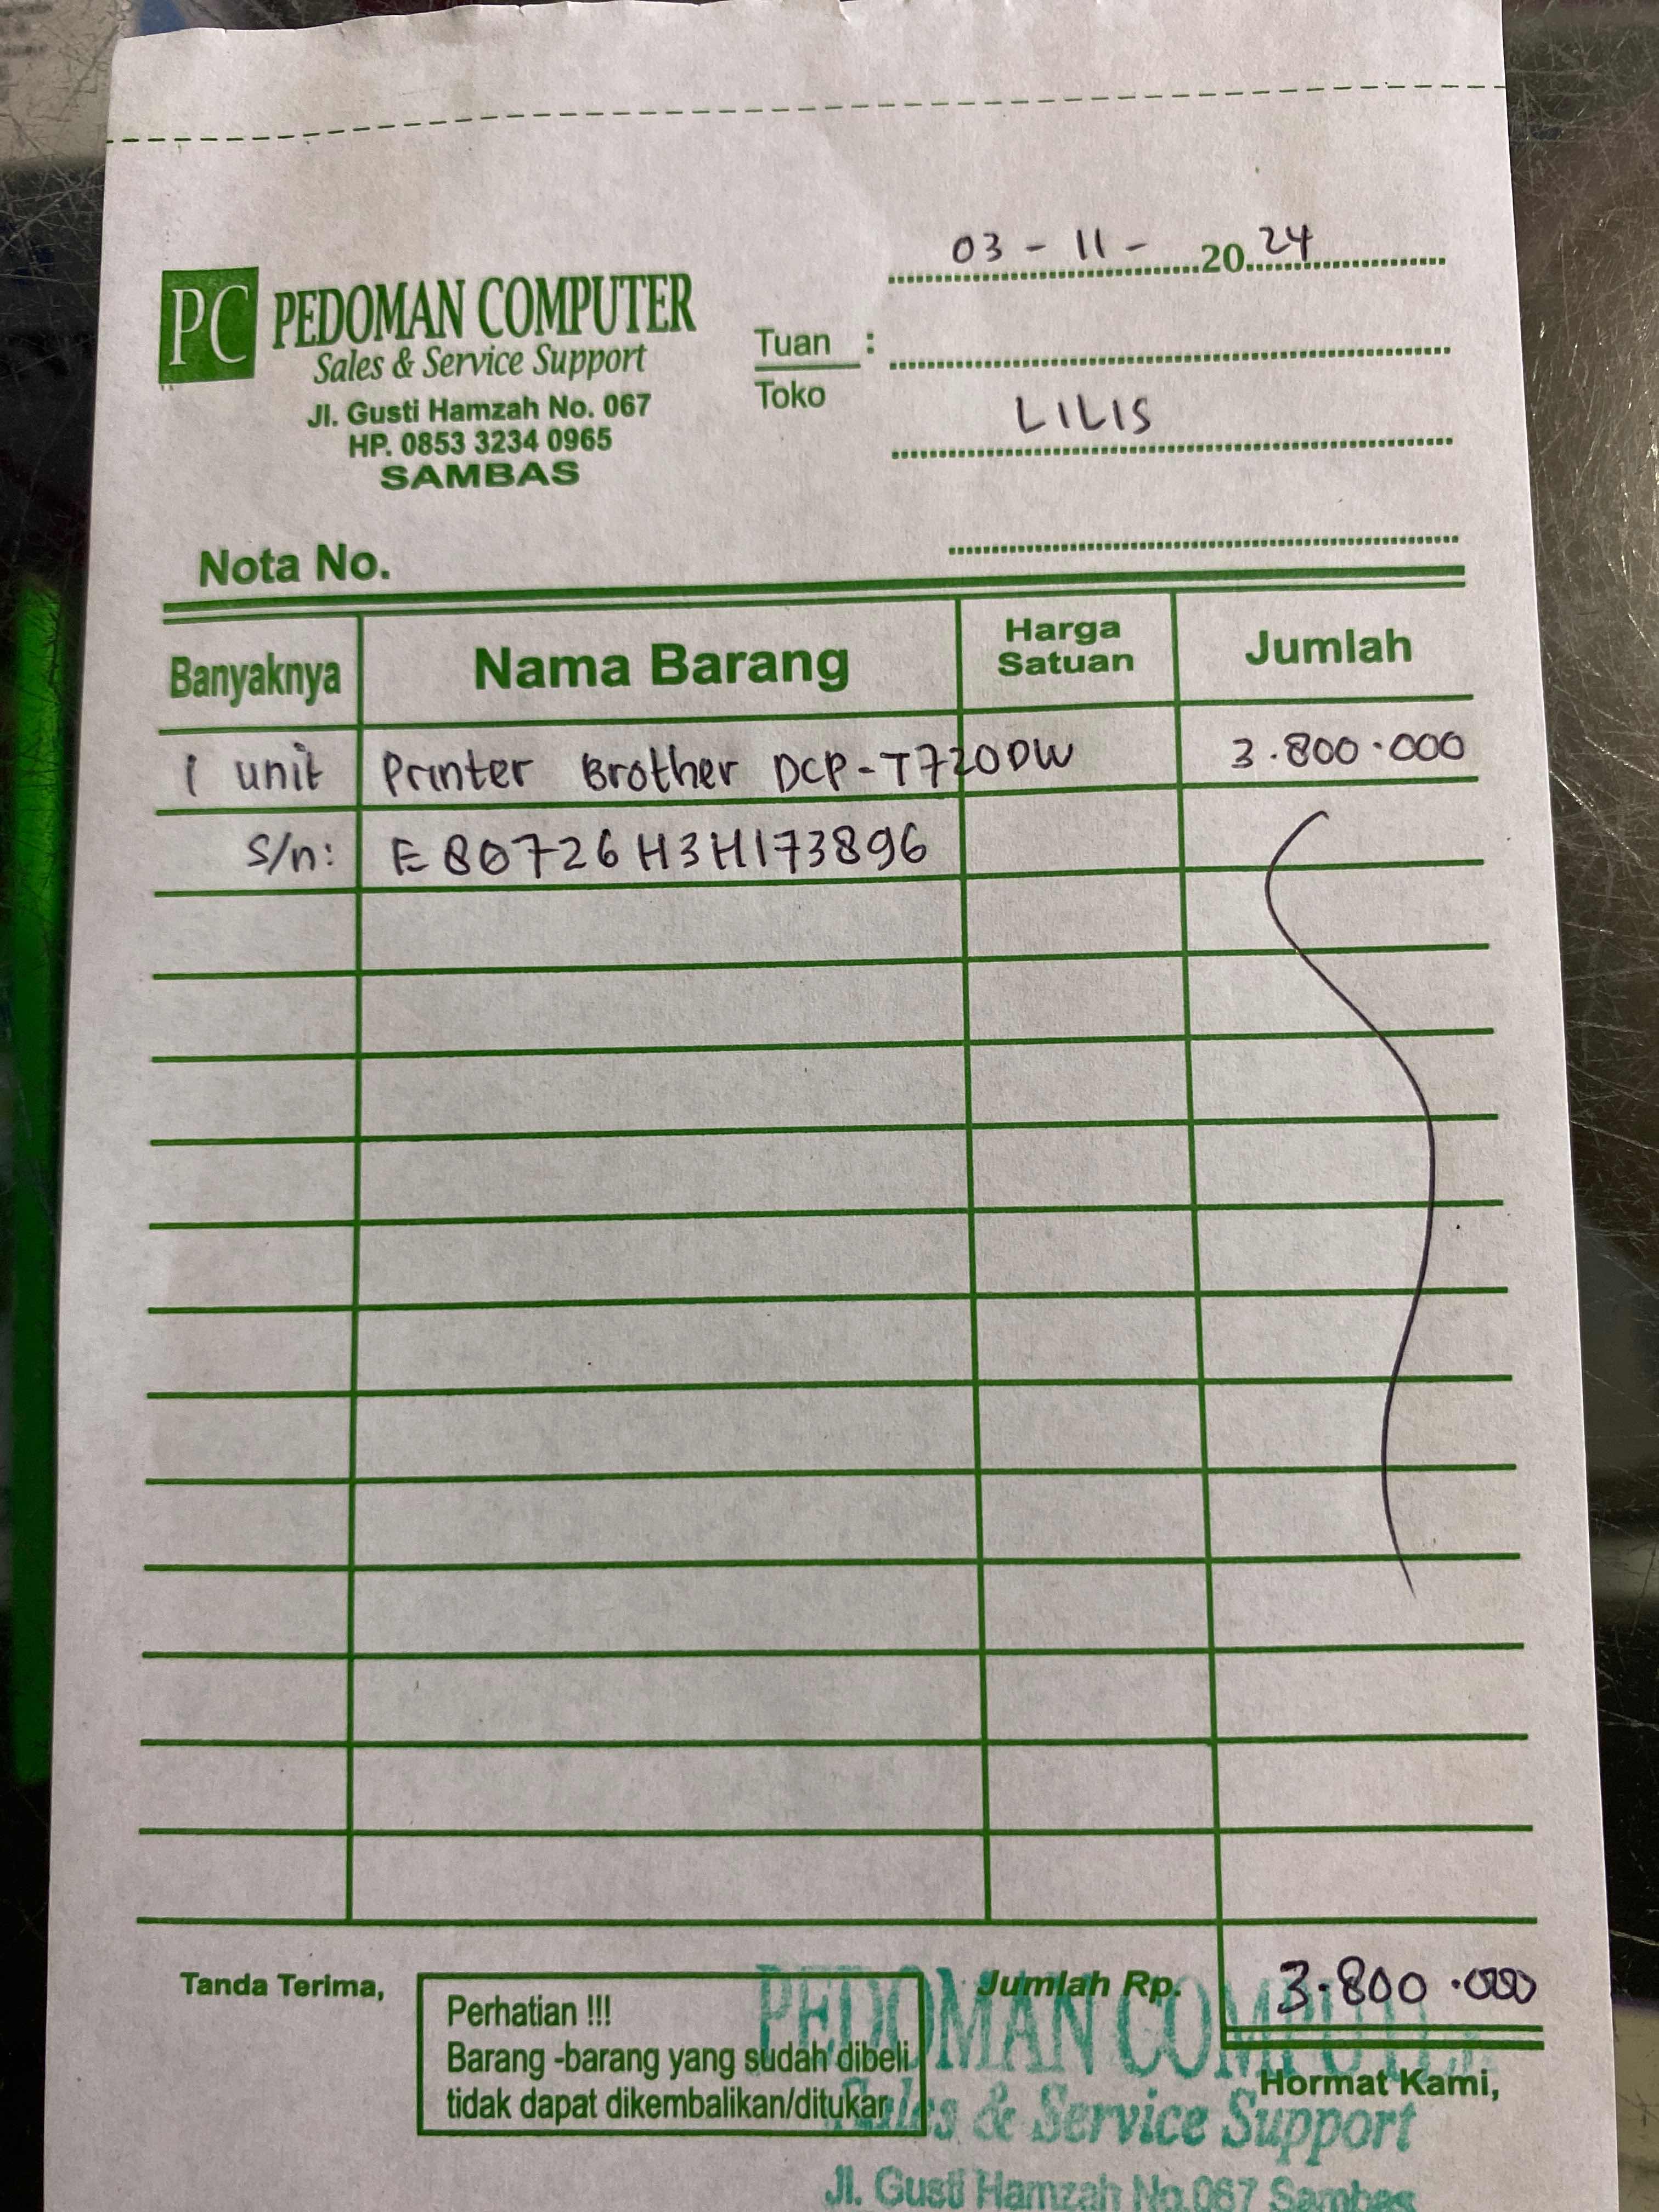 03 - 11 - 20 24
PC PEDOMAN COMPUTER
Sales & Service Support
Jl. Gusti Hamzah No. 067
HP. 0853 3234 0965
SAMBAS
Tuan :
Toko
LILIS
Nota No.
Banyaknya Nama Barang Harga Satuan Jumlah
1 unit Printer Brother DCP-T720DW 3.800.000
S/n: E80726H3H173896
Tanda Terima,
Perhatian !!!
Barang -barang yang sudah dibeli
tidak dapat dikembalikan/ditukar
Jumlah Rp. 3.800.000
Hormat Kami,
PEDOMAN COMPUTER
Sales & Service Support
Jl. Gusti Hamzah No.067 Sambas